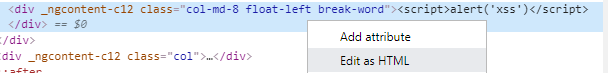 <div _ngcontent-c12 class="col-md-8 float-left break-word"><script>alert('xss')</script>
</div> == $0
</div>
<div _ngcontent-c12 class="col">…</div>
::after
Add attribute
Edit as HTML